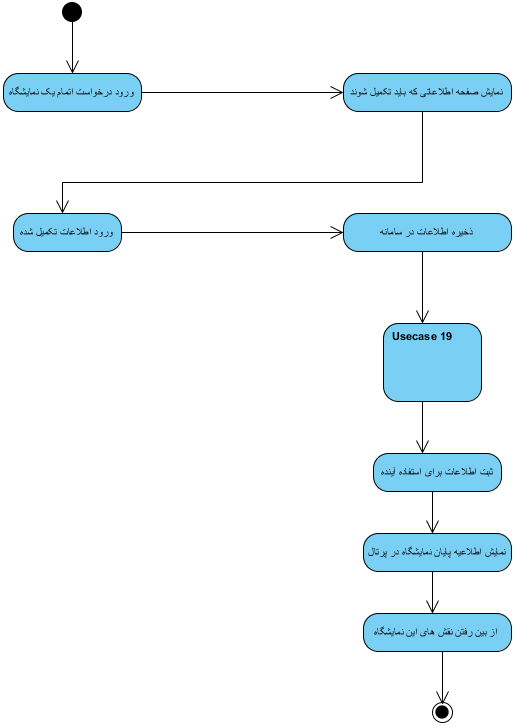 ورود درخواست اتمام یک نمایشگاه
نمایش صفحه اطلاعاتی که باید تکمیل شوند
ورود اطلاعات تکمیل شده
ذخیره اطلاعات در سامانه
Usecase 19
ثبت اطلاعات برای استفاده آینده
نمایش اطلاعیه پایان نمایشگاه در پرتال
از بین رفتن نقش های این نمایشگاه